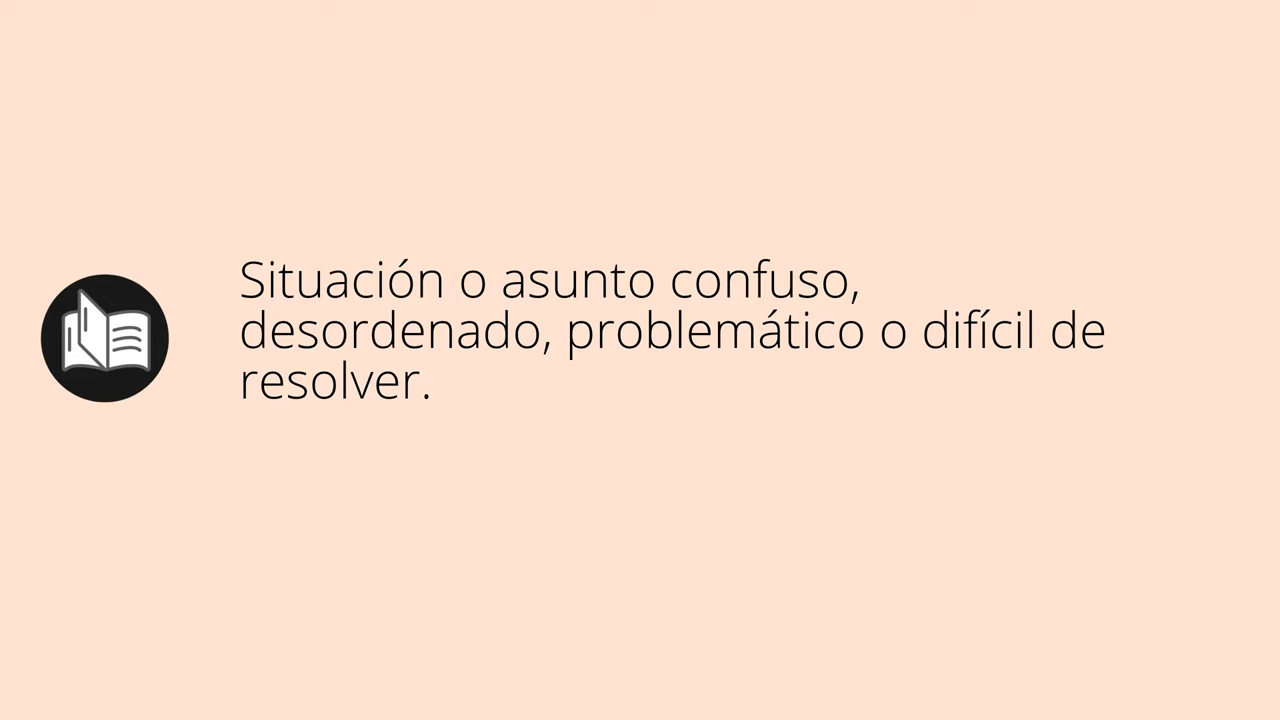 Situación o asunto confuso,
desordenado, problemático o difícil de
resolver.